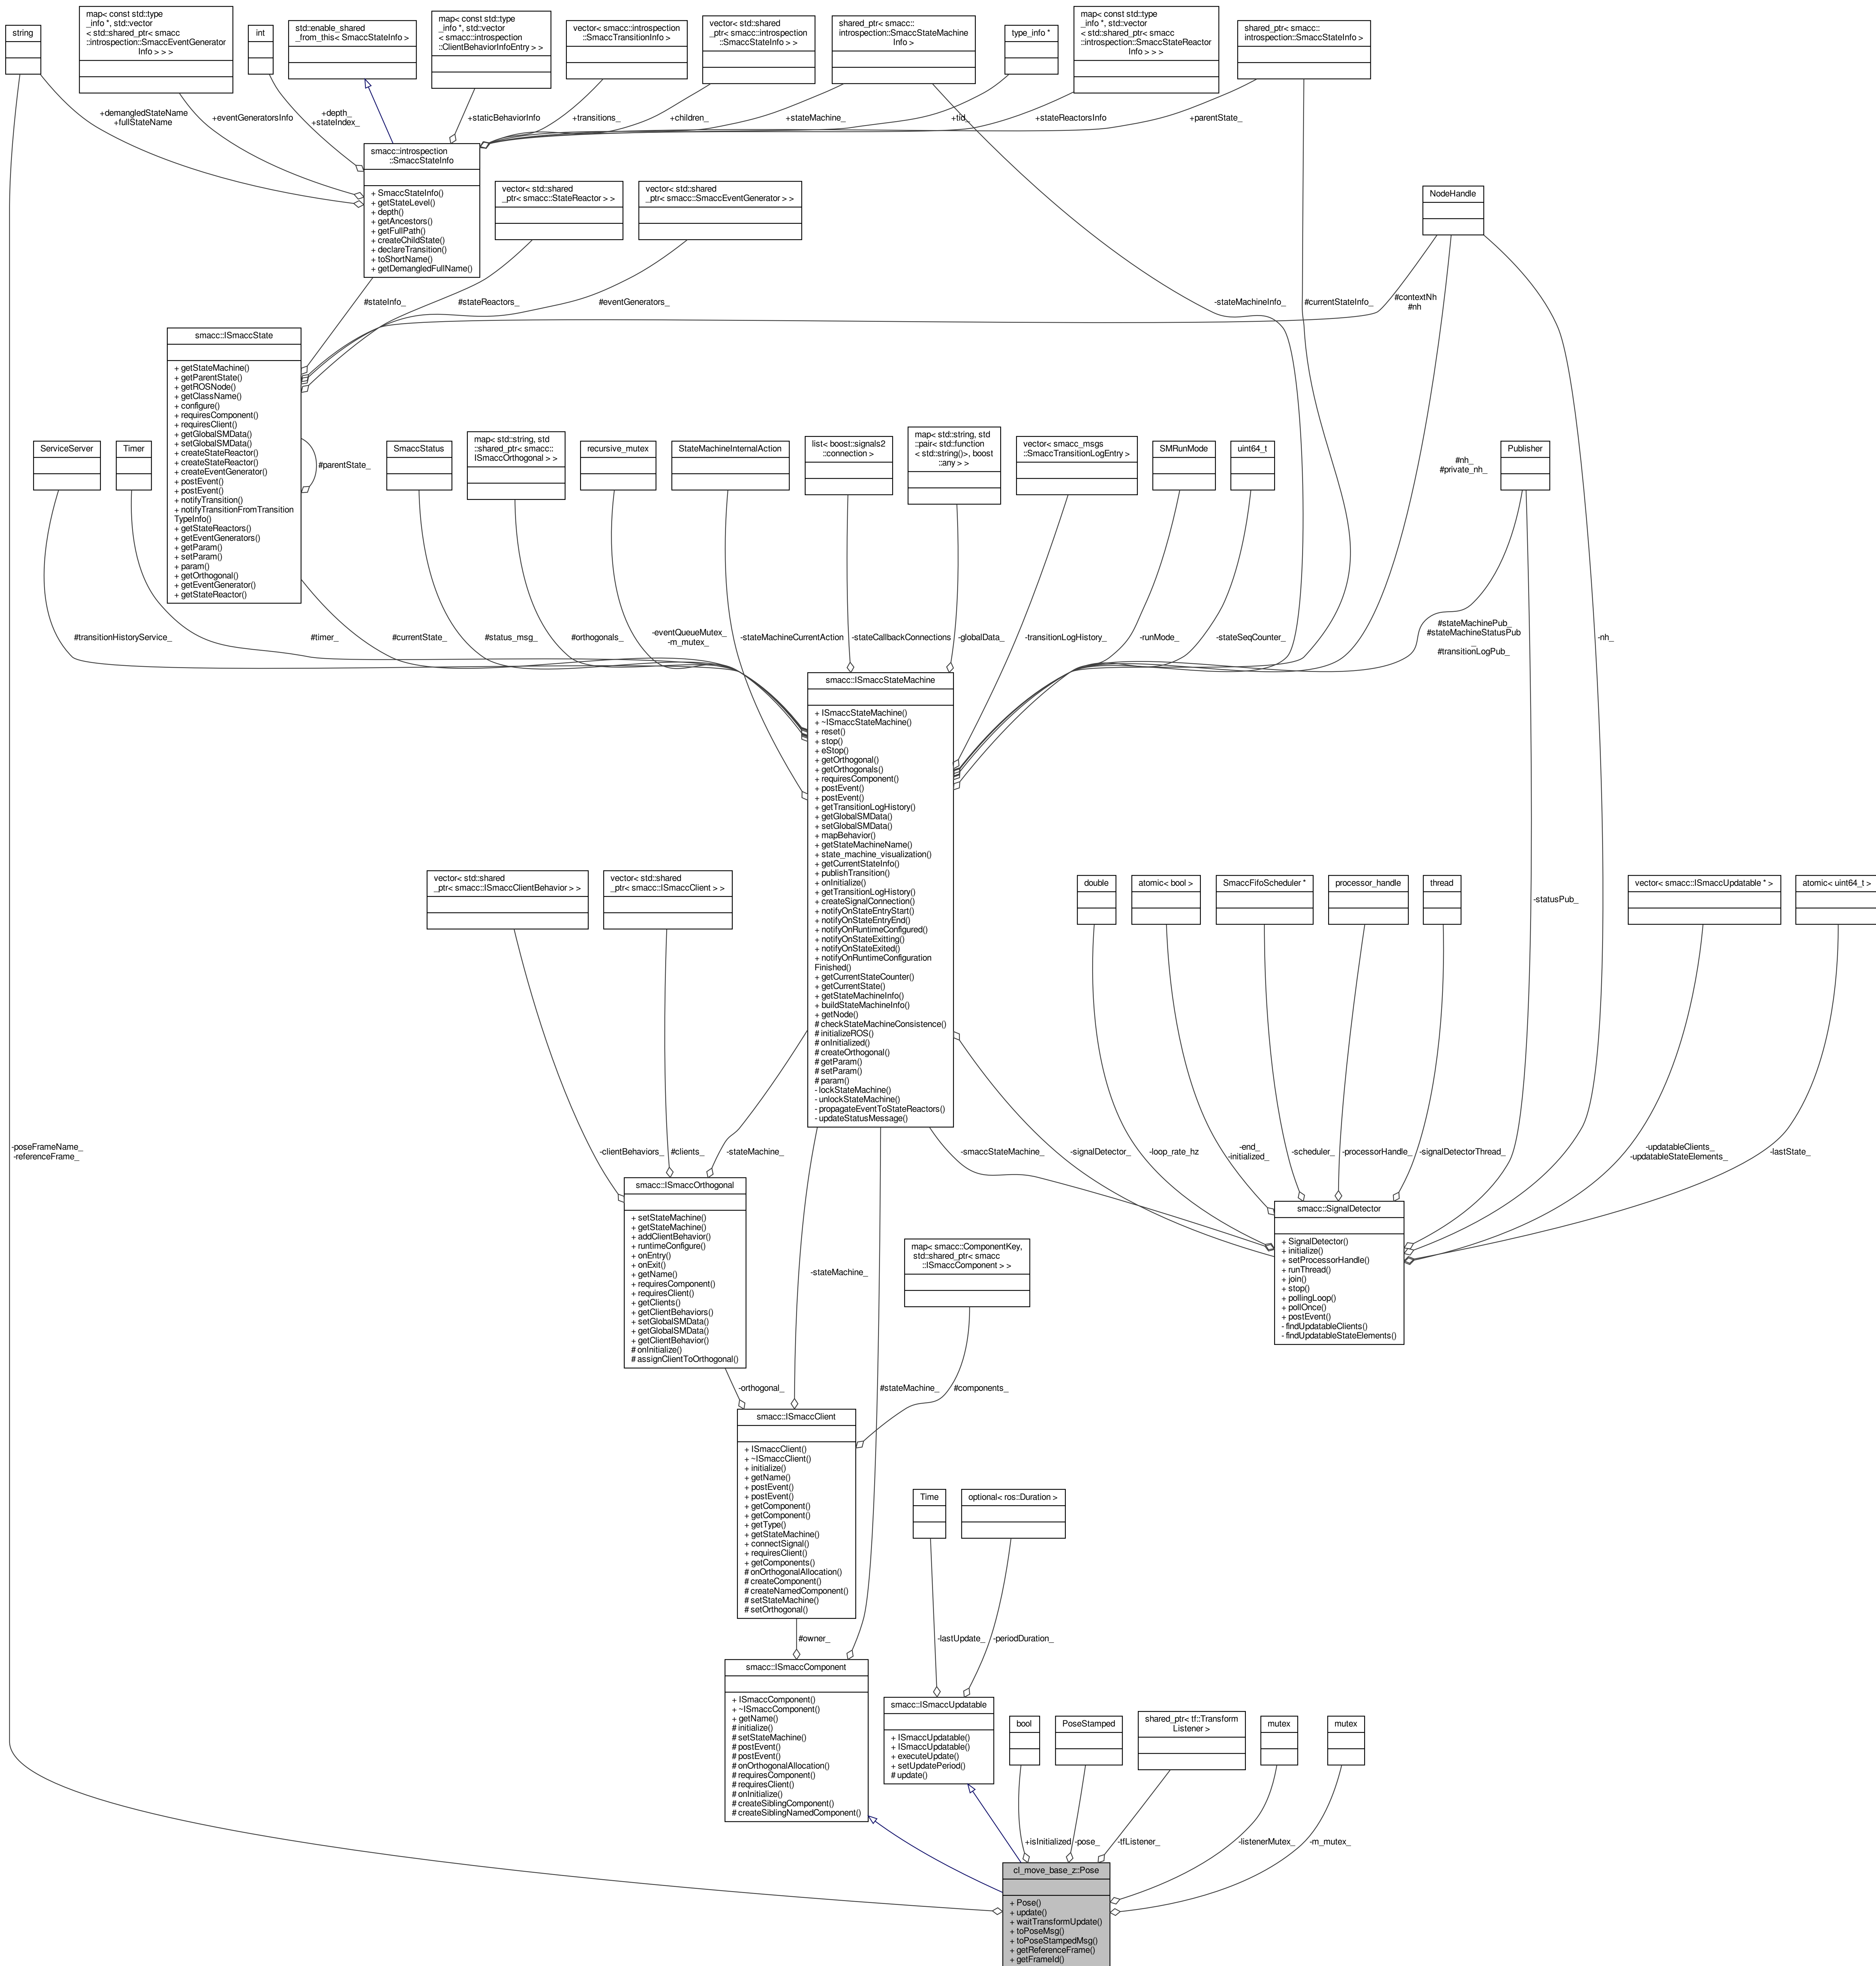 string
map< const std::type
_info *, std::vector
< std::shared_ptr< smacc
::introspection::SmaccEventGenerator
Info > > >
int
std::enable_shared
_from_this< SmaccStateInfo >
map< const std::type
_info *, std::vector
< smacc::introspection
::ClientBehaviorInfoEntry > >
vector< smacc::introspection
::SmaccTransitionInfo >
vector< std::shared
_ptr< smacc::introspection
::SmaccStateInfo > >
shared_ptr< smacc::
introspection::SmaccStateMachine
Info >
type_info *
map< const std::type
_info *, std::vector
< std::shared_ptr< smacc
::introspection::SmaccStateReactor
Info > > >
shared_ptr< smacc::
introspection::SmaccStateInfo >
+demangledStateName
+fullStateName
+eventGeneratorsInfo
+depth_
+stateIndex_
+staticBehaviorInfo
+transitions_
+children_
+stateMachine_
+tid_
+stateReactorsInfo
+parentState_
smacc::introspection
::SmaccStateInfo
+ SmaccStateInfo()
+ getStateLevel()
+ depth()
+ getAncestors()
+ getFullPath()
+ createChildState()
+ declareTransition()
+ toShortName()
+ getDemangledFullName()
vector< std::shared
_ptr< smacc::StateReactor > >
vector< std::shared
_ptr< smacc::SmaccEventGenerator > >
NodeHandle
#stateInfo_
#stateReactors_
#eventGenerators_
-stateMachineInfo_
#currentStateInfo_
#contextNh
#nh
smacc::ISmaccState
+ getStateMachine()
+ getParentState()
+ getROSNode()
+ getClassName()
+ configure()
+ requiresComponent()
+ requiresClient()
+ getGlobalSMData()
+ setGlobalSMData()
+ createStateReactor()
+ createStateReactor()
+ createEventGenerator()
+ postEvent()
+ postEvent()
+ notifyTransition()
+ notifyTransitionFromTransition
TypeInfo()
+ getStateReactors()
+ getEventGenerators()
+ getParam()
+ setParam()
+ param()
+ getOrthogonal()
+ getEventGenerator()
+ getStateReactor()
#parentState_
ServiceServer
Timer
SmaccStatus
map< std::string, std
::shared_ptr< smacc::
ISmaccOrthogonal > >
recursive_mutex
StateMachineInternalAction
list< boost::signals2
::connection >
map< std::string, std
::pair< std::function
< std::string()>, boost
::any > >
vector< smacc_msgs
::SmaccTransitionLogEntry >
SMRunMode
uint64_t
#nh_
#private_nh_
Publisher
#transitionHistoryService_
#timer_
#currentState_
#status_msg_
#orthogonals_
-eventQueueMutex_
-m_mutex_
-stateMachineCurrentAction
-stateCallbackConnections
-globalData_
-transitionLogHistory_
-runMode_
-stateSeqCounter_
#stateMachinePub_
#stateMachineStatusPub
_
#transitionLogPub_
-nh_
smacc::ISmaccStateMachine
+ ISmaccStateMachine()
+ ~ISmaccStateMachine()
+ reset()
+ stop()
+ eStop()
+ getOrthogonal()
+ getOrthogonals()
+ requiresComponent()
+ postEvent()
+ postEvent()
+ getTransitionLogHistory()
+ getGlobalSMData()
+ setGlobalSMData()
+ mapBehavior()
+ getStateMachineName()
+ state_machine_visualization()
+ getCurrentStateInfo()
+ publishTransition()
+ onInitialize()
+ getTransitionLogHistory()
+ createSignalConnection()
+ notifyOnStateEntryStart()
+ notifyOnStateEntryEnd()
+ notifyOnRuntimeConfigured()
+ notifyOnStateExitting()
+ notifyOnStateExited()
+ notifyOnRuntimeConfiguration
Finished()
+ getCurrentStateCounter()
+ getCurrentState()
+ getStateMachineInfo()
+ buildStateMachineInfo()
+ getNode()
# checkStateMachineConsistence()
# initializeROS()
# onInitialized()
# createOrthogonal()
# getParam()
# setParam()
# param()
- lockStateMachine()
- unlockStateMachine()
- propagateEventToStateReactors()
- updateStatusMessage()
vector< std::shared
_ptr< smacc::ISmaccClientBehavior > >
vector< std::shared
_ptr< smacc::ISmaccClient > >
double
atomic< bool >
SmaccFifoScheduler *
processor_handle
thread
-statusPub_
vector< smacc::ISmaccUpdatable * >
atomic< uint64_t >
-poseFrameName_
-referenceFrame_
-clientBehaviors_
#clients_
-stateMachine_
-smaccStateMachine_
-signalDetector_
-loop_rate_hz
-end_
-initialized_
-scheduler_
-processorHandle_
-signalDetectorThread_
-updatableClients_
-updatableStateElements_
-lastState_
smacc::ISmaccOrthogonal
+ setStateMachine()
+ getStateMachine()
+ addClientBehavior()
+ runtimeConfigure()
+ onEntry()
+ onExit()
+ getName()
+ requiresComponent()
+ requiresClient()
+ getClients()
+ getClientBehaviors()
+ setGlobalSMData()
+ getGlobalSMData()
+ getClientBehavior()
# onInitialize()
# assignClientToOrthogonal()
smacc::SignalDetector
+ SignalDetector()
+ initialize()
+ setProcessorHandle()
+ runThread()
+ join()
+ stop()
+ pollingLoop()
+ pollOnce()
+ postEvent()
- findUpdatableClients()
- findUpdatableStateElements()
-stateMachine_
map< smacc::ComponentKey,
std::shared_ptr< smacc
::ISmaccComponent > >
-orthogonal_
#stateMachine_
#components_
smacc::ISmaccClient
+ ISmaccClient()
+ ~ISmaccClient()
+ initialize()
+ getName()
+ postEvent()
+ postEvent()
+ getComponent()
+ getComponent()
+ getType()
+ getStateMachine()
+ connectSignal()
+ requiresClient()
+ getComponents()
# onOrthogonalAllocation()
# createComponent()
# createNamedComponent()
# setStateMachine()
# setOrthogonal()
Time
optional< ros::Duration >
#owner_
-lastUpdate_
-periodDuration_
smacc::ISmaccComponent
+ ISmaccComponent()
+ ~ISmaccComponent()
+ getName()
# initialize()
# setStateMachine()
# postEvent()
# postEvent()
# onOrthogonalAllocation()
# requiresComponent()
# requiresClient()
# onInitialize()
# createSiblingComponent()
# createSiblingNamedComponent()
smacc::ISmaccUpdatable
+ ISmaccUpdatable()
+ ISmaccUpdatable()
+ executeUpdate()
+ setUpdatePeriod()
# update()
bool
PoseStamped
shared_ptr< tf::Transform
Listener >
mutex
mutex
+isInitialized
-pose_
-tfListener_
-listenerMutex_
-m_mutex_
cl_move_base_z::Pose
+ Pose()
+ update()
+ waitTransformUpdate()
+ toPoseMsg()
+ toPoseStampedMsg()
+ getReferenceFrame()
+ getFrameId()